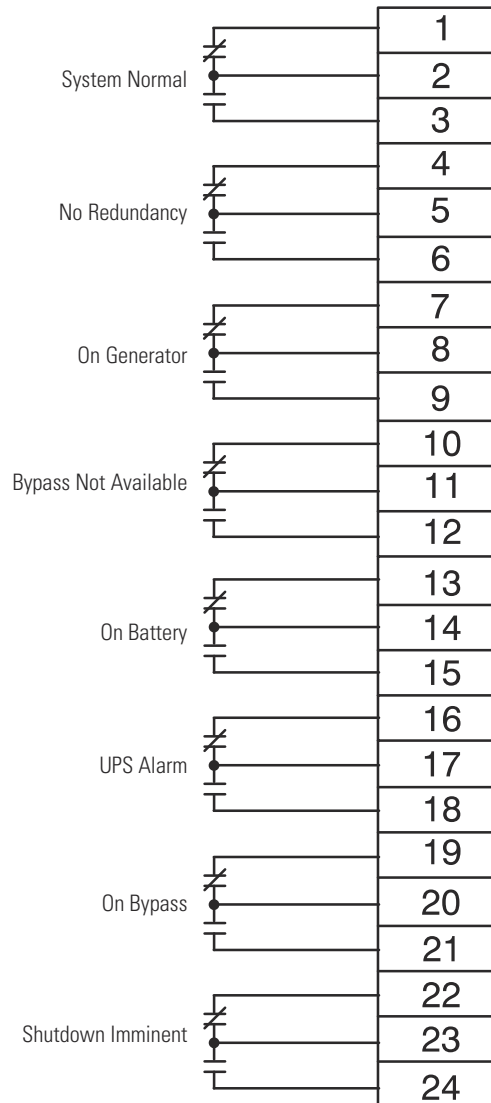 1
System Normal 2
3
4
No Redundancy 5
6
7
On Generator 8
9
10
Bypass Not Available 11
12
13
On Battery 14
15
16
UPS Alarm 17
18
19
On Bypass 20
21
22
Shutdown Imminent 23
24